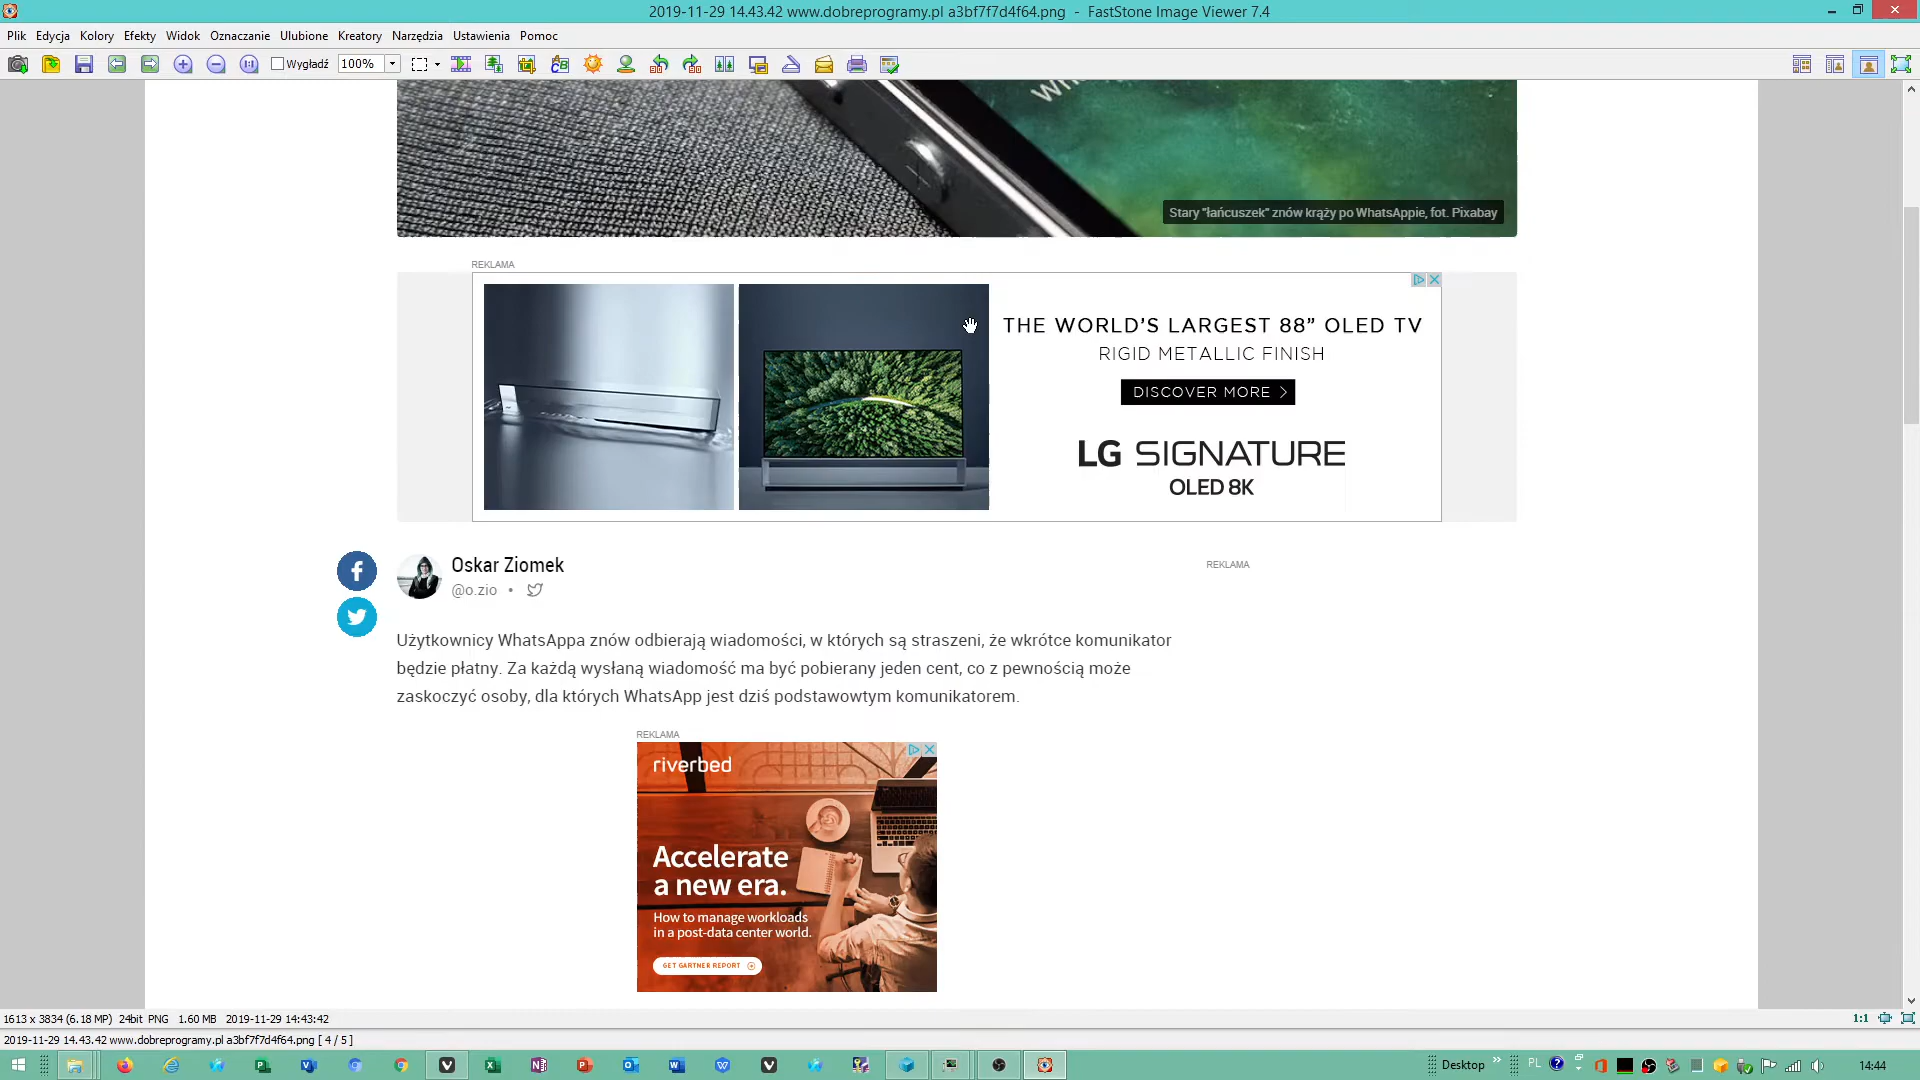 2019-11-29 14.43.42 www.dobreprogramy.pl a3bf7f7d4f64.png - FastStone Image Viewer 7.4
Plik Edycja Kolory Efekty Widok Oznaczanie Ulubione Kreatory Narzędzia Ustawienia Pomoc
Wygładź 100%
Stary "łańcuszek" znów krąży po WhatsAppie, fot. Pixabay
REKLAMA
THE WORLD'S LARGEST 88” OLED TV
RIGID METALLIC FINISH
DISCOVER MORE >
LG SIGNATURE
OLED 8K
Oskar Ziomek
@o.zio •
REKLAMA
Użytkownicy WhatsAppa znów odbierają wiadomości, w których są straszeni, że wkrótce komunikator
będzie płatny. Za każdą wysłaną wiadomość ma być pobierany jeden cent, co z pewnością może
zaskoczyć osoby, dla których WhatsApp jest dziś podstawowtym komunikatorem.
REKLAMA
riverbed
Accelerate
a new era.
How to manage workloads
in a post-data center world.
GET GARTNER REPORT
1613 x 3834 (6.18 MP) 24bit PNG 1.60 MB 2019-11-29 14:43:42
1:1
2019-11-29 14.43.42 www.dobreprogramy.pl a3bf7f7d4f64.png [ 4 / 5 ]
Desktop » PL 14:44